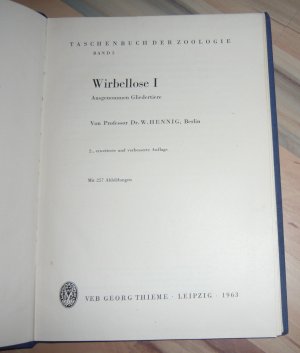 TASCHENBUCH DER ZOOLOGIE
BAND 2
Wirbellose I
Ausgenommen Gliedertiere
Von Professor Dr. W. HENNIG, Berlin
2., erweiterte und verbesserte Auflage
Mit 257 Abbildungen
VEB GEORG THIEME · LEIPZIG · 1963